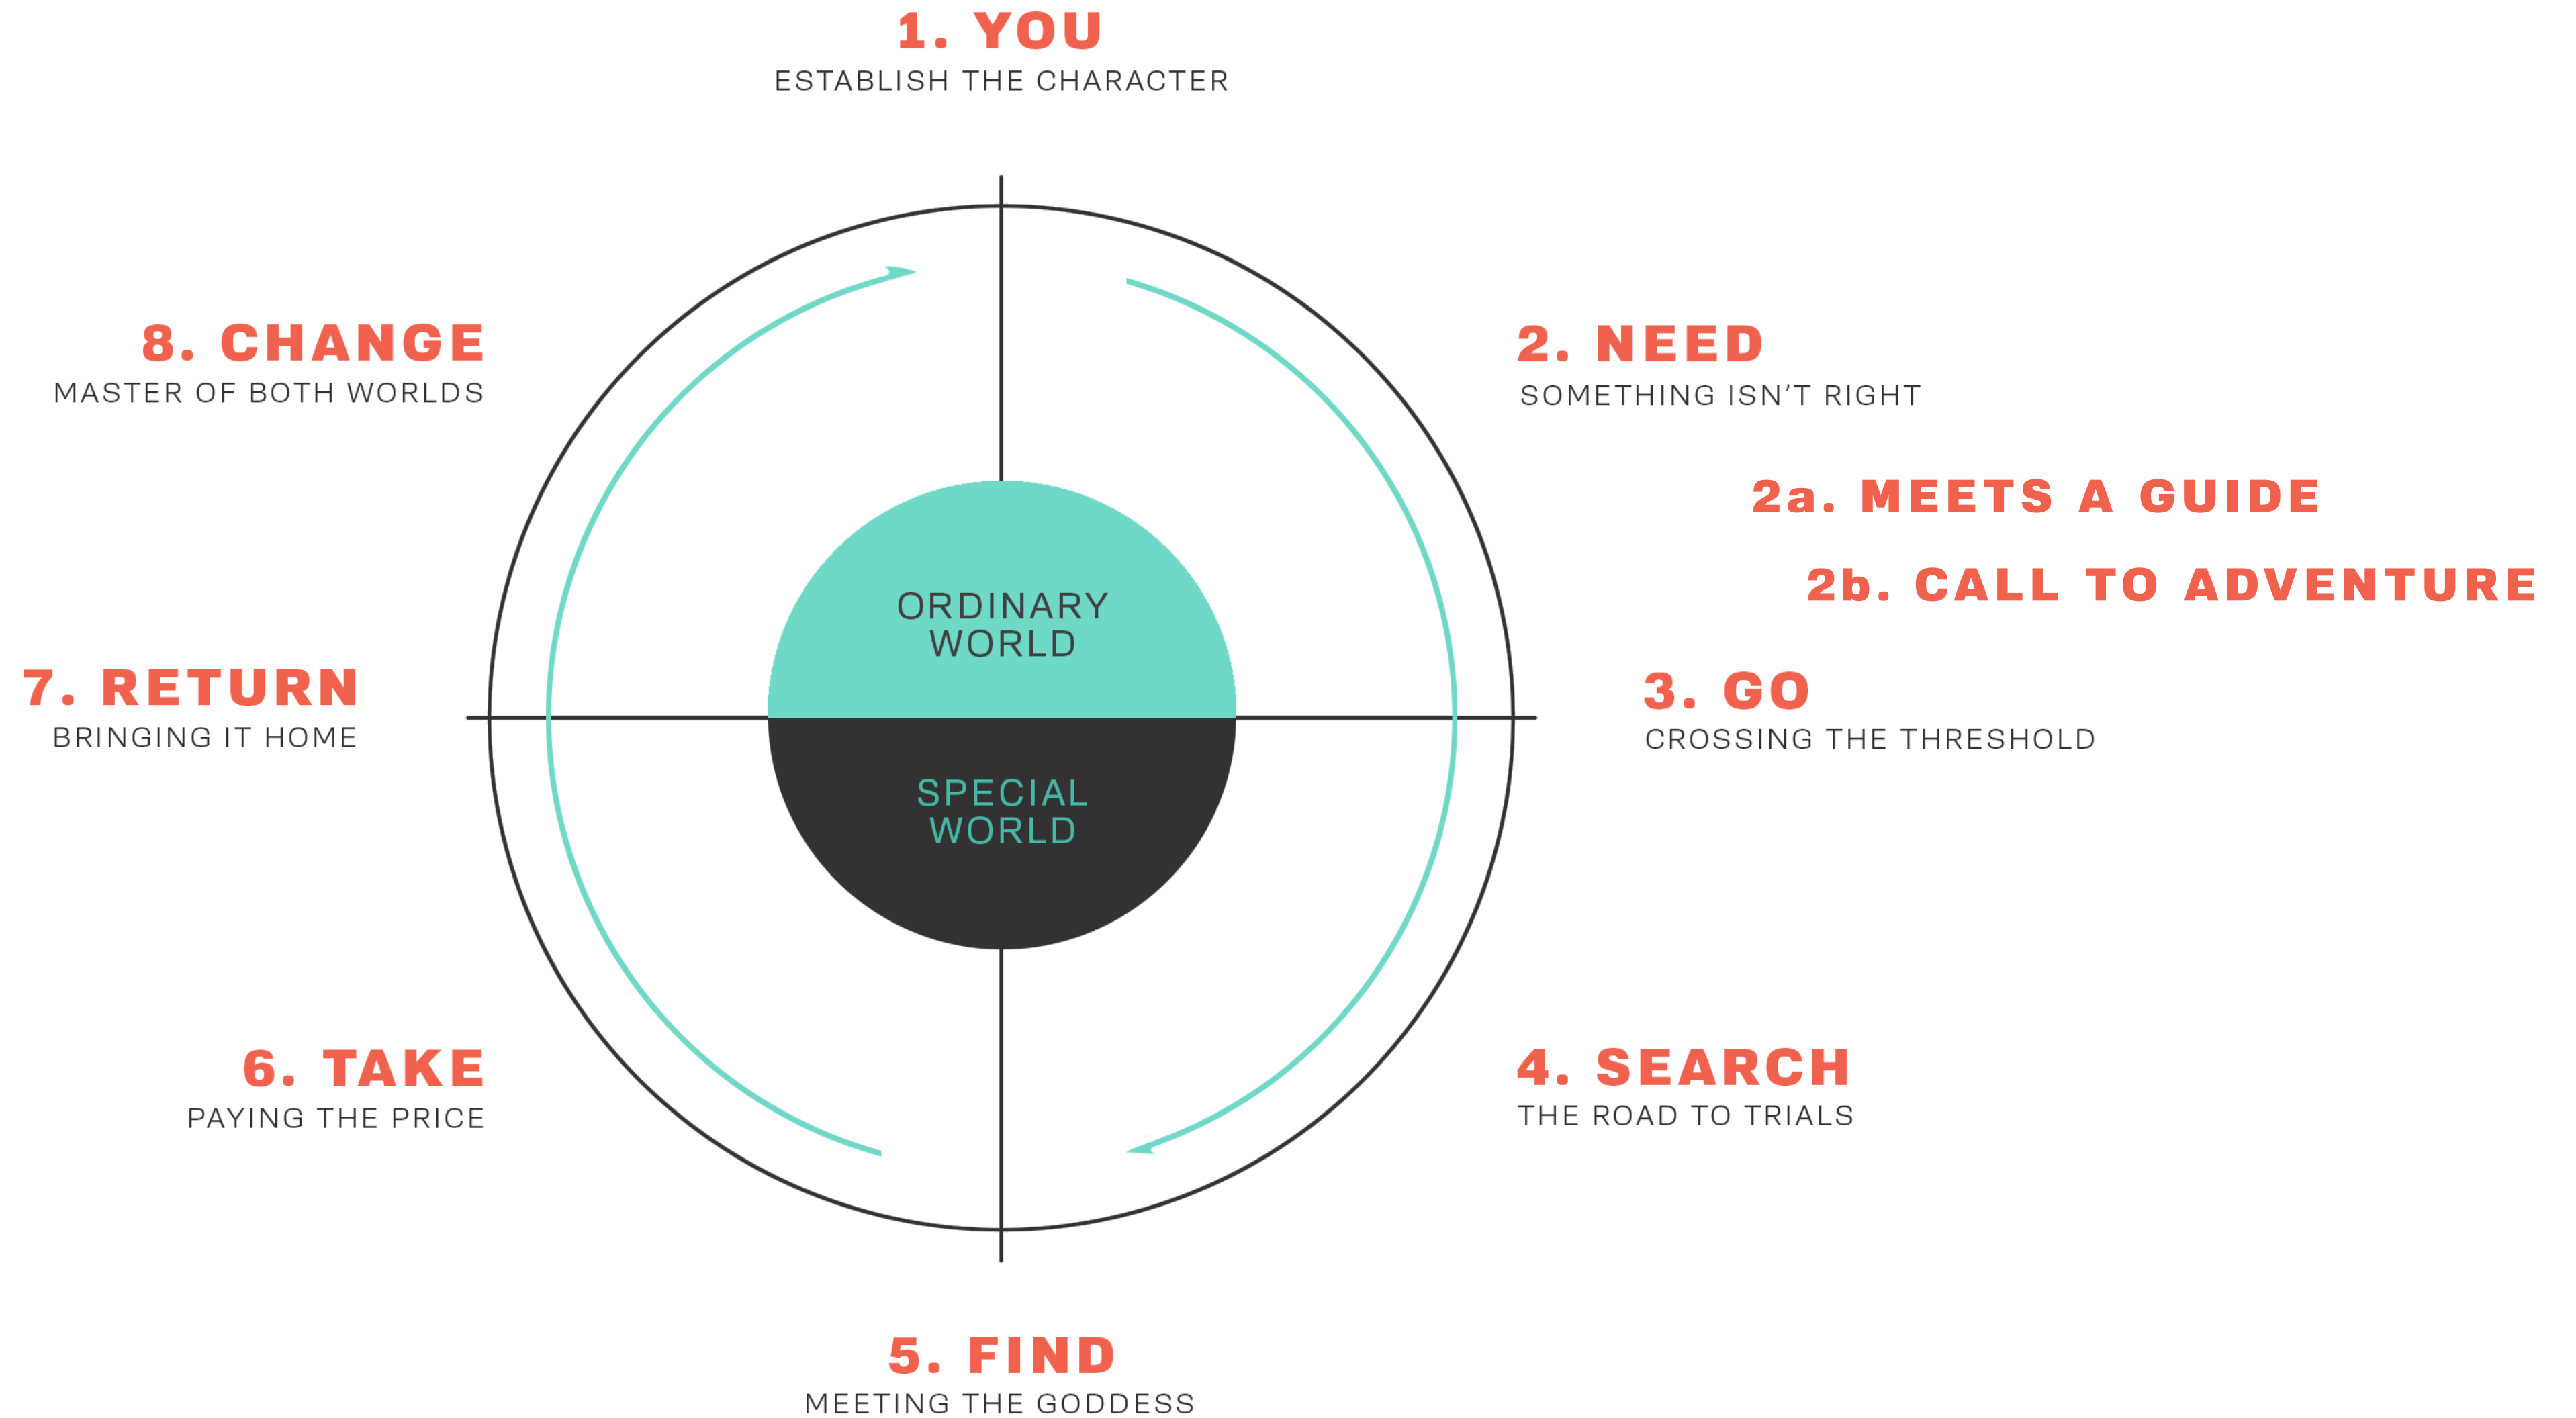 1. YOU
ESTABLISH THE CHARACTER
2. NEED
SOMETHING ISN'T RIGHT
2a. MEETS A GUIDE
2b. CALL TO ADVENTURE
3. GO
CROSSING THE THRESHOLD
4. SEARCH
THE ROAD TO TRIALS
5. FIND
MEETING THE GODDESS
6. TAKE
PAYING THE PRICE
7. RETURN
BRINGING IT HOME
8. CHANGE
MASTER OF BOTH WORLDS
ORDINARY
WORLD
SPECIAL
WORLD